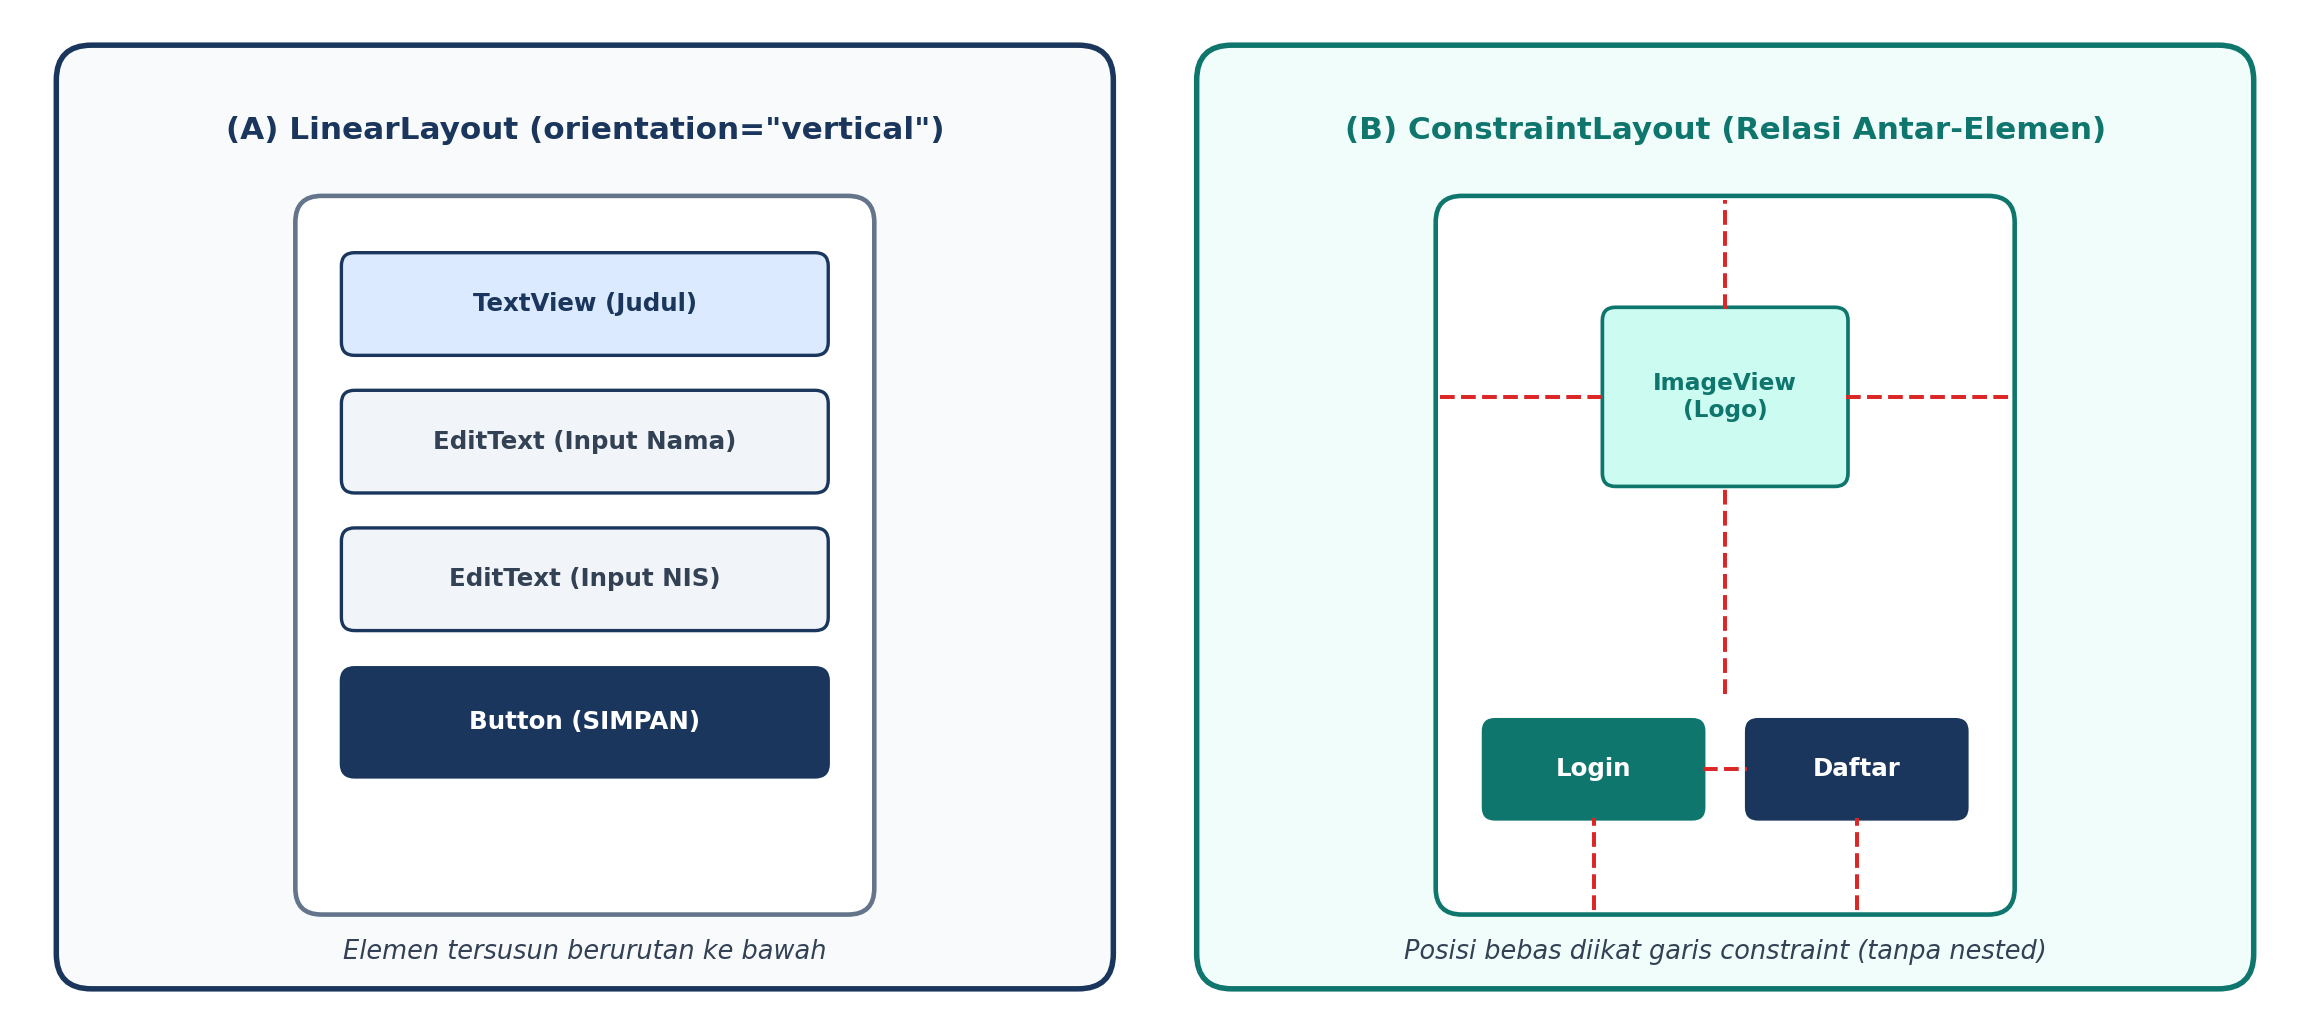 (A) LinearLayout (orientation="vertical")
TextView (Judul)
EditText (Input Nama)
EditText (Input NIS)
Button (SIMPAN)
Elemen tersusun berurutan ke bawah
(B) ConstraintLayout (Relasi Antar-Elemen)
ImageView
(Logo)
Login
Daftar
Posisi bebas diikat garis constraint (tanpa nested)